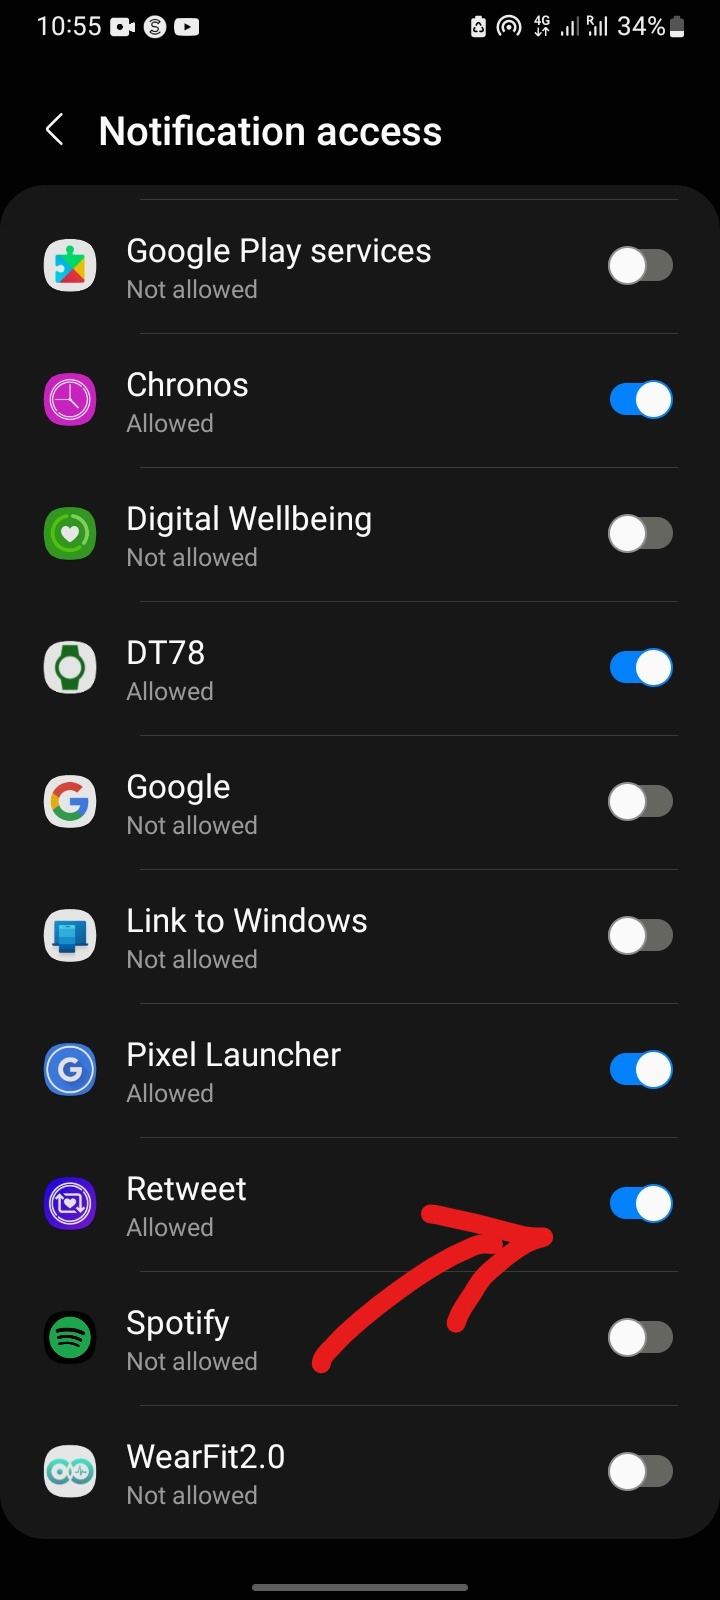 10:55 4G R 34%
Notification access
Google Play services
Not allowed
Chronos
Allowed
Digital Wellbeing
Not allowed
DT78
Allowed
Google
Not allowed
Link to Windows
Not allowed
Pixel Launcher
Allowed
Retweet
Allowed
Spotify
Not allowed
WearFit2.0
Not allowed